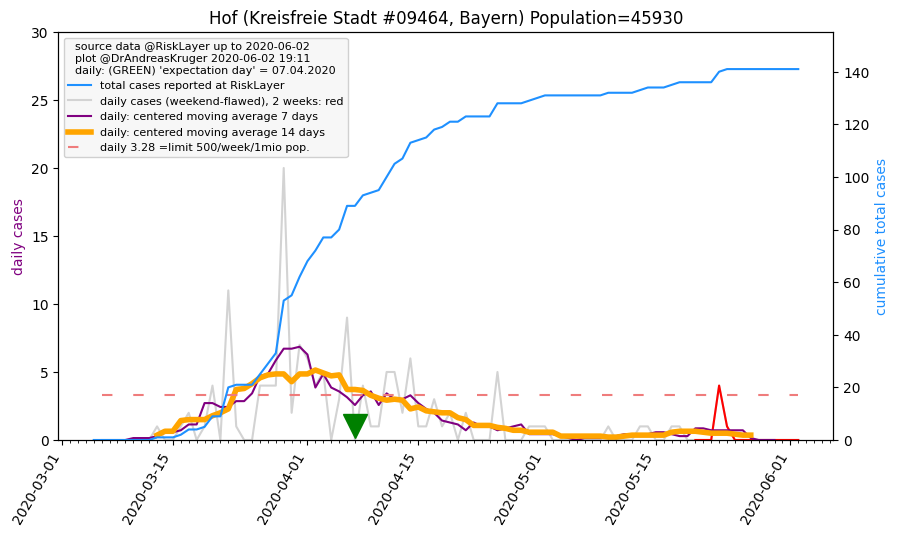 Hof (Kreisfreie Stadt #09464, Bayern) Population=45930
source data @RiskLayer up to 2020-06-02
plot @DrAndreasKruger 2020-06-02 19:11
daily: (GREEN) 'expectation day' = 07.04.2020
total cases reported at RiskLayer
daily cases (weekend-flawed), 2 weeks: red
daily: centered moving average 7 days
daily: centered moving average 14 days
daily 3.28 =limit 500/week/1mio pop.
daily cases
30
25
20
15
10
5
0
cumulative total cases
140
120
100
80
60
40
20
0
2020-03-01
2020-03-15
2020-04-01
2020-04-15
2020-05-01
2020-05-15
2020-06-01